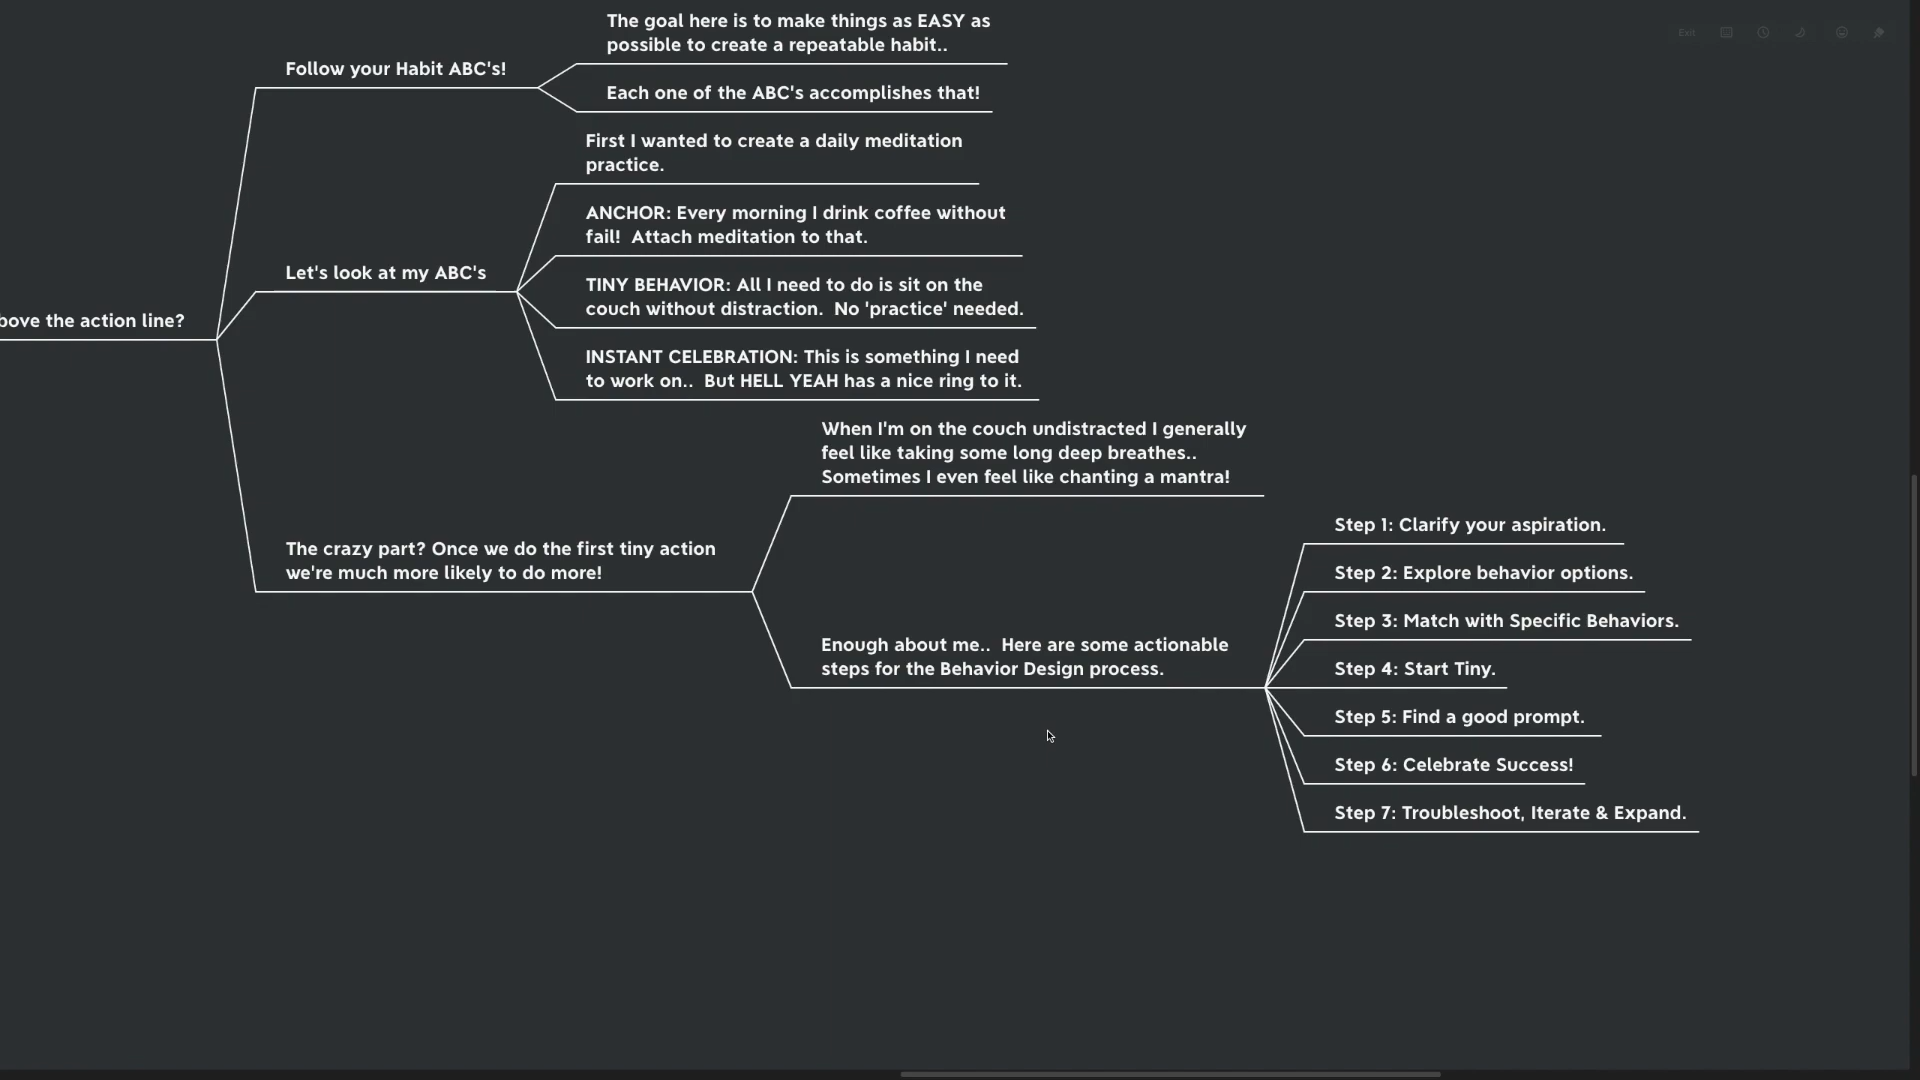 The goal here is to make things as EASY as
possible to create a repeatable habit..
Exit
Follow your Habit ABC's!
Each one of the ABC's accomplishes that!
First I wanted to create a daily meditation
practice.
ANCHOR: Every morning I drink coffee without
fail!  Attach meditation to that.
Let's look at my ABC's
TINY BEHAVIOR: All I need to do is sit on the
couch without distraction.  No 'practice' needed.
bove the action line?
INSTANT CELEBRATION: This is something I need
to work on..  But HELL YEAH has a nice ring to it.
When I'm on the couch undistracted I generally
feel like taking some long deep breathes..
Sometimes I even feel like chanting a mantra!
The crazy part? Once we do the first tiny action
we're much more likely to do more!
Enough about me..  Here are some actionable
steps for the Behavior Design process.
Step 1: Clarify your aspiration.
Step 2: Explore behavior options.
Step 3: Match with Specific Behaviors.
Step 4: Start Tiny.
Step 5: Find a good prompt.
Step 6: Celebrate Success!
Step 7: Troubleshoot, Iterate & Expand.